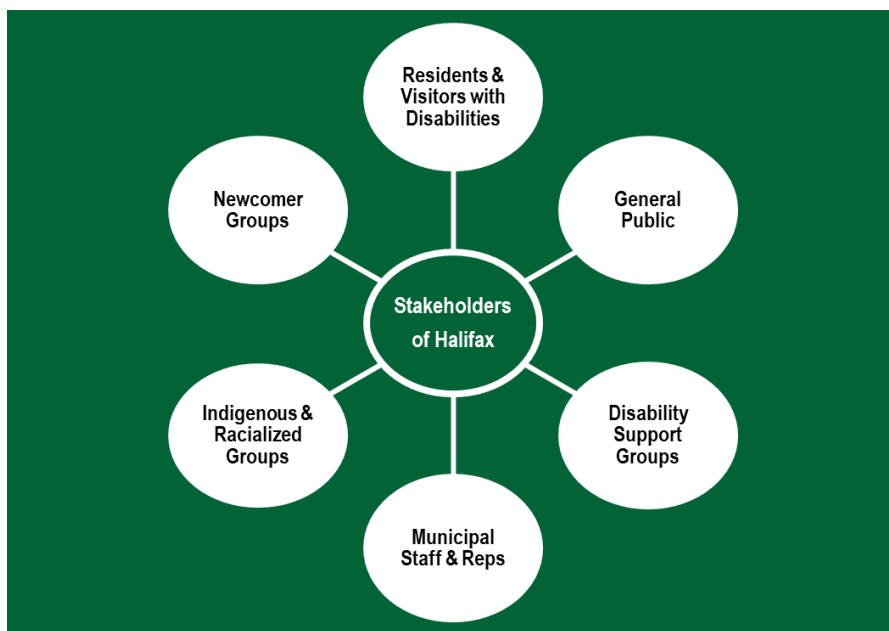 Residents &
Visitors with
Disabilities
Newcomer
Groups
General
Public
Stakeholders
of Halifax
Indigenous &
Racialized
Groups
Disability
Support
Groups
Municipal
Staff & Reps